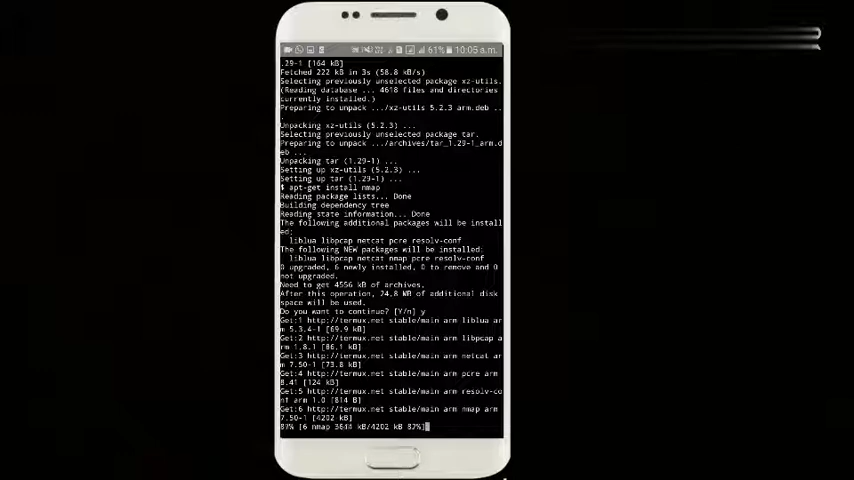 61% 10:05 a.m.
.29-1 [164 kB]
Fetched 222 kB in 3s (58.8 kB/s)
Selecting previously unselected package xz-utils.
(Reading database ... 4618 files and directories
currently installed.)
Preparing to unpack .../xz-utils 5.2.3 arm.deb ..
.
Unpacking xz-utils (5.2.3) ...
Selecting previously unselected package tar.
Preparing to unpack .../archives/tar_1.29-1_arm.d
eb ...
Unpacking tar (1.29-1) ...
Setting up xz-utils (5.2.3) ...
Setting up tar (1.29-1) ...
$ apt-get install nmap
Reading package lists... Done
Building dependency tree
Reading state information... Done
The following additional packages will be install
ed:
liblua libpcap netcat pcre resolv-conf
The following NEW packages will be installed:
liblua libpcap netcat nmap pcre resolv-conf
0 upgraded, 6 newly installed, 0 to remove and 0
not upgraded.
Need to get 4556 kB of archives.
After this operation, 24.8 MB of additional disk
space will be used.
Do you want to continue? [Y/n] y
Get:1 http://termux.net stable/main arm liblua ar
m 5.3.4-1 [69.9 kB]
Get:2 http://termux.net stable/main arm libpcap a
rm 1.8.1 [86.1 kB]
Get:3 http://termux.net stable/main arm netcat ar
m 7.50-1 [73.8 kB]
Get:4 http://termux.net stable/main arm pcre arm
8.41 [124 kB]
Get:5 http://termux.net stable/main arm resolv-co
nf arm 1.0 [814 B]
Get:6 http://termux.net stable/main arm nmap arm
7.50-1 [4202 kB]
87% [6 nmap kB/4202 kB 87%]